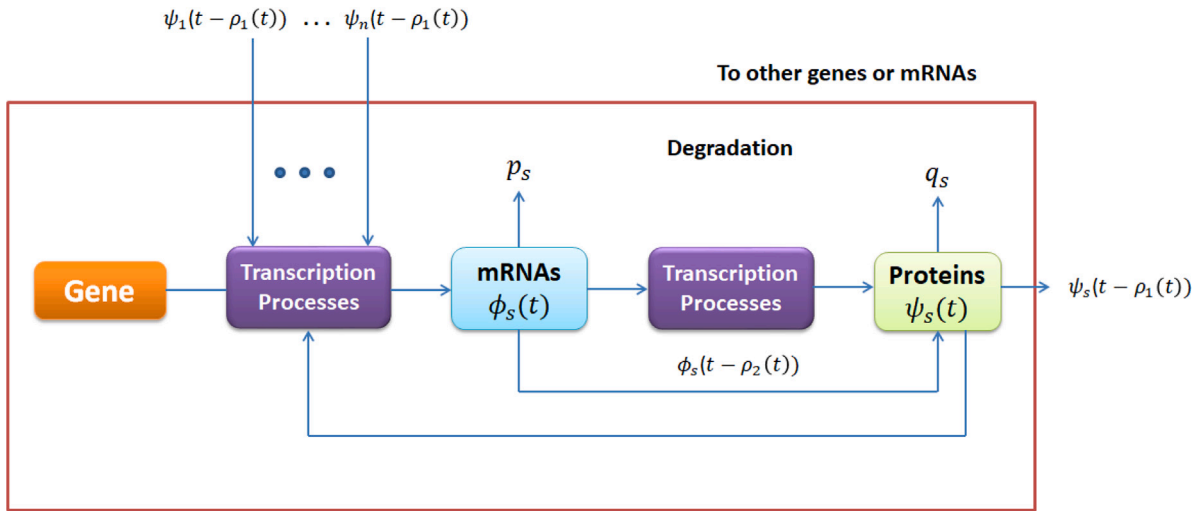 ψ₁(t − ρ₁(t)) ... ψₙ(t − ρ₁(t))
To other genes or mRNAs
Degradation
pₛ
qₛ
Gene
Transcription
Processes
mRNAs
ϕₛ(t)
Transcription
Processes
Proteins
ψₛ(t)
ψₛ(t − ρ₁(t))
ϕₛ(t − ρ₂(t))